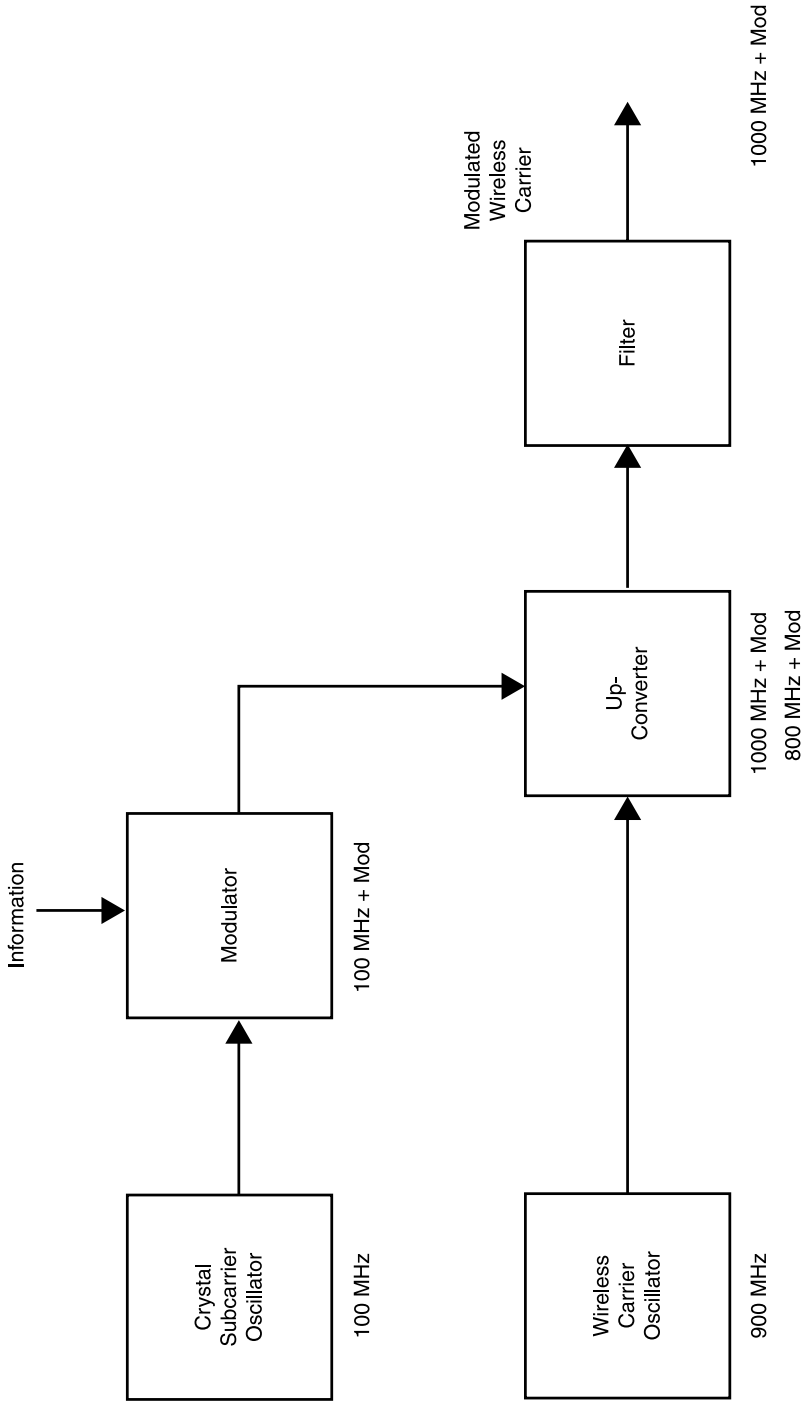 Information
Crystal
Subcarrier
Oscillator
Modulator
100 MHz
100 MHz + Mod
Modulated
Wireless
Carrier
Wireless
Carrier
Oscillator
Up-
Converter
Filter
900 MHz
1000 MHz + Mod
800 MHz + Mod
1000 MHz + Mod